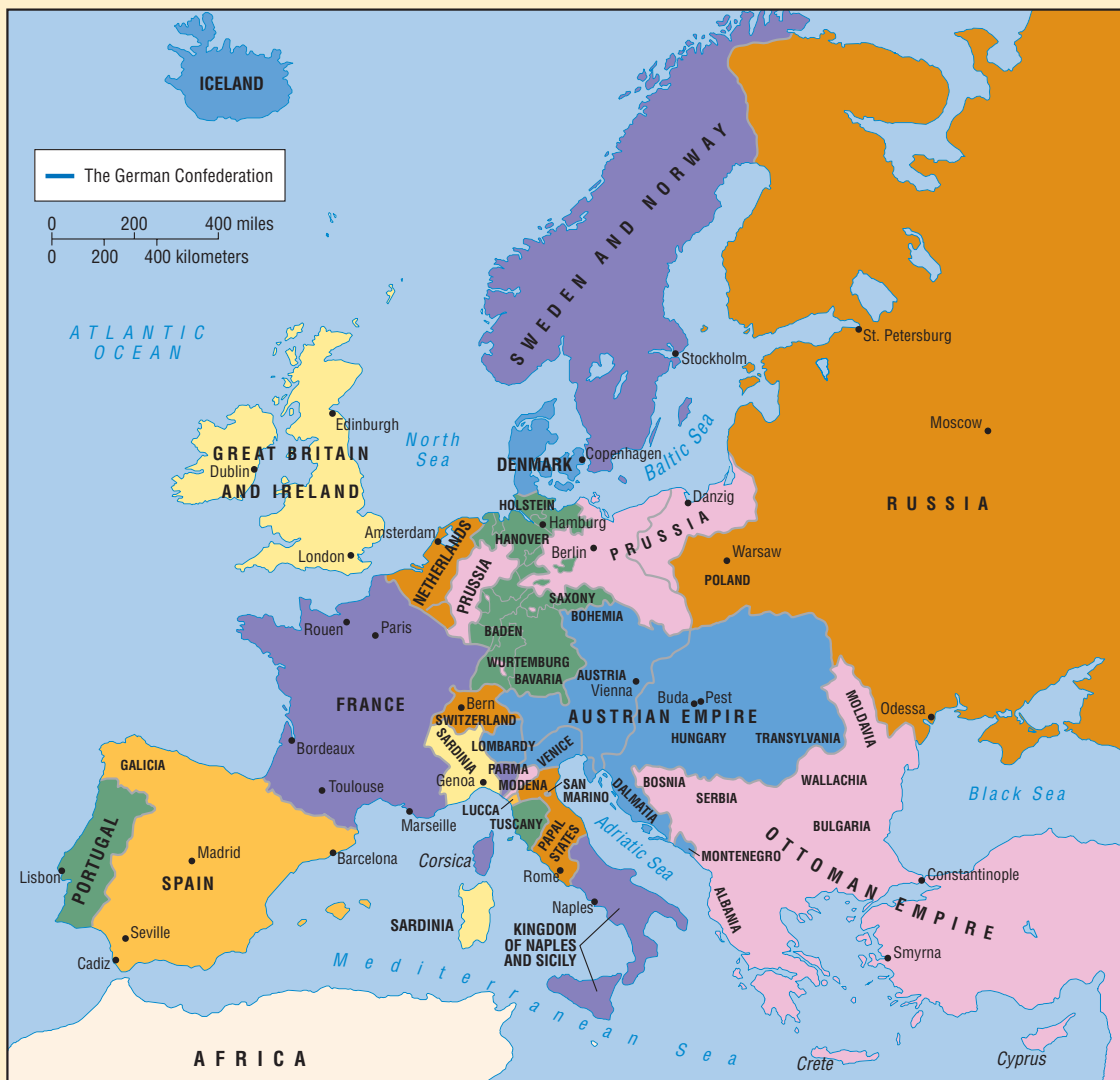 ICELAND
The German Confederation
0 200 400 miles
0 200 400 kilometers
ATLANTIC
OCEAN
SWEDEN AND NORWAY
St. Petersburg
Stockholm
Edinburgh
Moscow
North
Sea
Baltic Sea
GREAT BRITAIN
Dublin
AND IRELAND
DENMARK
Copenhagen
Danzig
RUSSIA
HOLSTEIN
Hamburg
Amsterdam
NETHERLANDS
HANOVER
PRUSSIA
London
Berlin
Warsaw
POLAND
PRUSSIA
SAXONY
BOHEMIA
Rouen
Paris
BADEN
WURTEMBURG
BAVARIA
AUSTRIA
Vienna
Buda
Pest
MOLDAVIA
Odessa
FRANCE
Bern
SWITZERLAND
AUSTRIAN EMPIRE
HUNGARY
TRANSYLVANIA
SARDINIA
LOMBARDY
VENICE
Bordeaux
GALICIA
PARMA
Genoa
MODENA
SAN
MARINO
BOSNIA
SERBIA
WALLACHIA
Black Sea
Toulouse
LUCCA
TUSCANY
PAPAL
STATES
DALMATIA
Adriatic Sea
BULGARIA
Marseille
PORTUGAL
Madrid
Barcelona
Corsica
MONTENEGRO
OTTOMAN EMPIRE
Constantinople
Lisbon
SPAIN
Rome
ALBANIA
Naples
SARDINIA
KINGDOM
OF NAPLES
AND SICILY
Seville
Cadiz
Smyrna
Mediterranean Sea
AFRICA
Crete
Cyprus